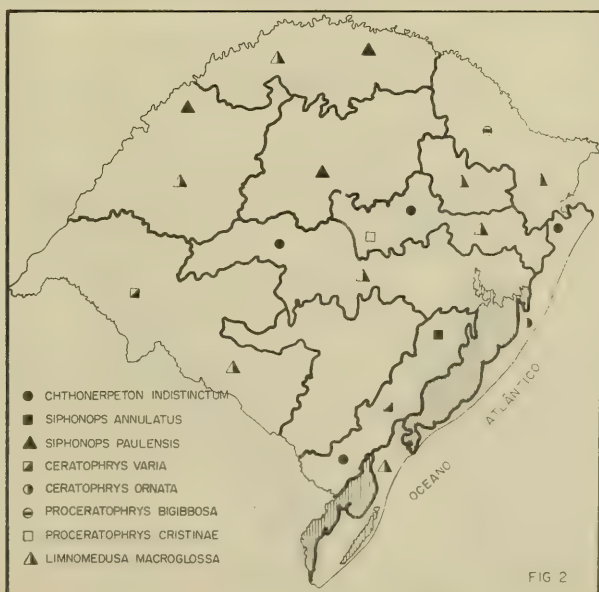 CHTHONERPETON INDISTINCTUM
SIPHONOPS ANNULATUS
SIPHONOPS PAULENSIS
CERATOPHRYS VARIA
CERATOPHRYS ORNATA
PROCERATOPHRYS BIGIBBOSA
PROCERATOPHRYS CRISTINAE
LIMNOMEDUSA MACROGLOSSA
OCEANO
ATLÂNTICO
FIG 2